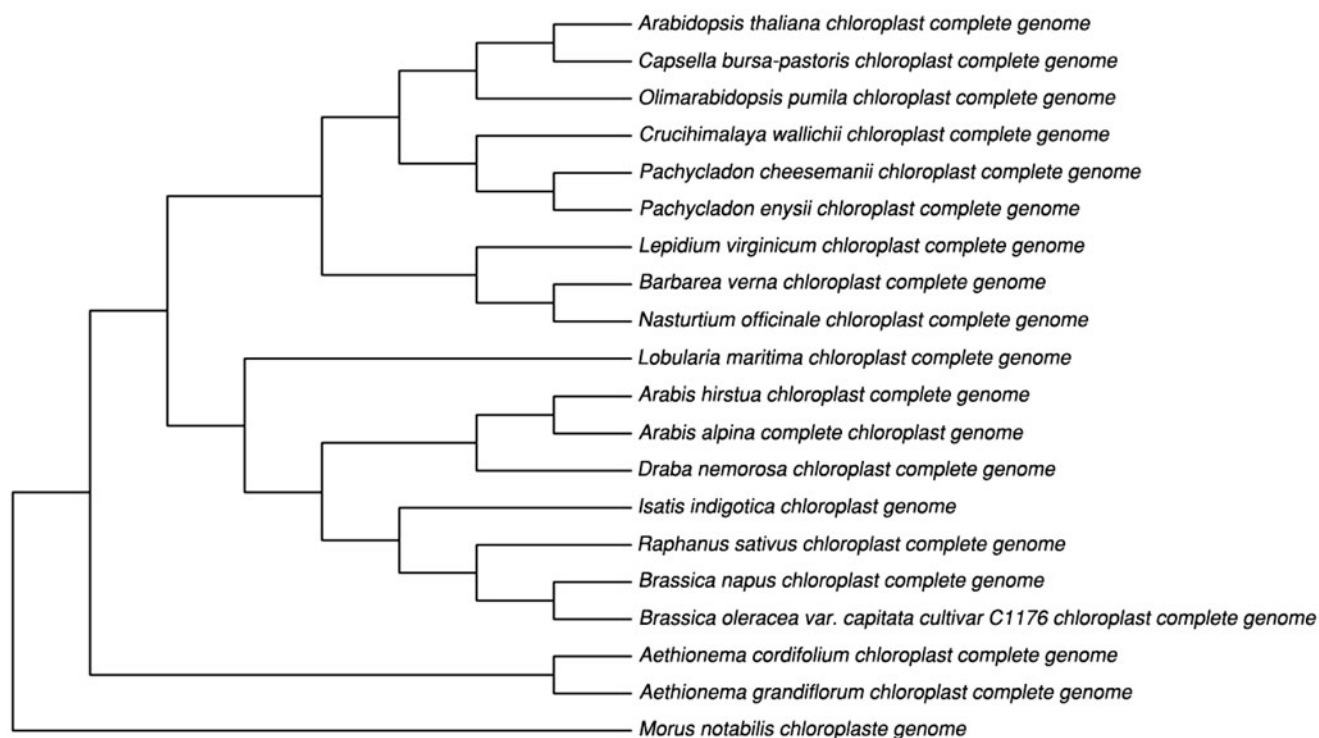 Arabidopsis thaliana chloroplast complete genome
Capsella bursa-pastoris chloroplast complete genome
Olimarabidopsis pumila chloroplast complete genome
Crucihimalaya wallichii chloroplast complete genome
Pachycladon cheesemanii chloroplast complete genome
Pachycladon enysii chloroplast complete genome
Lepidium virginicum chloroplast complete genome
Barbarea verna chloroplast complete genome
Nasturtium officinale chloroplast complete genome
Lobularia maritima chloroplast complete genome
Arabis hirstua chloroplast complete genome
Arabis alpina complete chloroplast genome
Draba nemorosa chloroplast complete genome
Isatis indigotica chloroplast genome
Raphanus sativus chloroplast complete genome
Brassica napus chloroplast complete genome
Brassica oleracea var. capitata cultivar C1176 chloroplast complete genome
Aethionema cordifolium chloroplast complete genome
Aethionema grandiflorum chloroplast complete genome
Morus notabilis chloroplaste genome